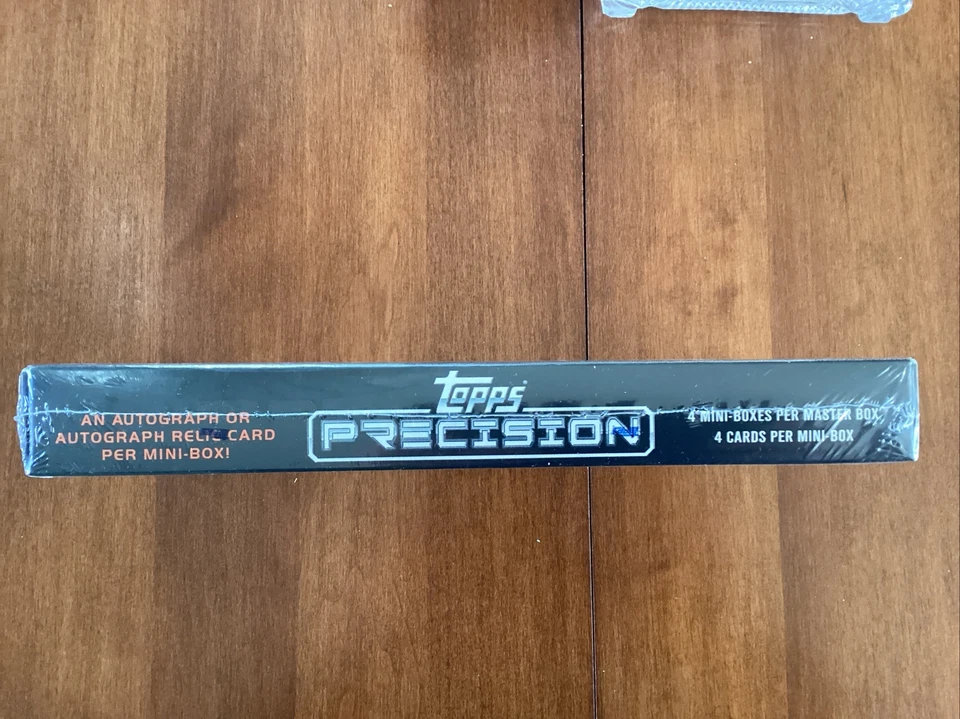 AN AUTOGRAPH OR
AUTOGRAPH RELIC CARD
PER MINI-BOX!
Topps
PRECISION
4 MINI-BOXES PER MASTER BOX
4 CARDS PER MINI-BOX